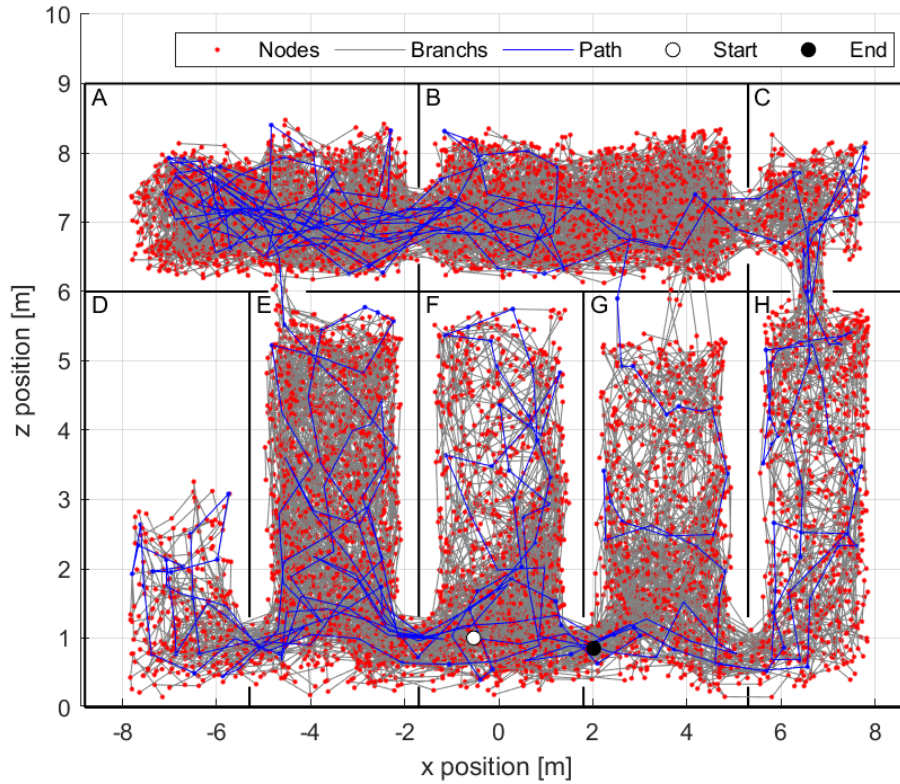 10
Nodes Branchs Path Start End
9
A B C
8
7
6
D E F G H
5
4
3
2
1
0
-8 -6 -4 -2 0 2 4 6 8
x position [m]
z position [m]